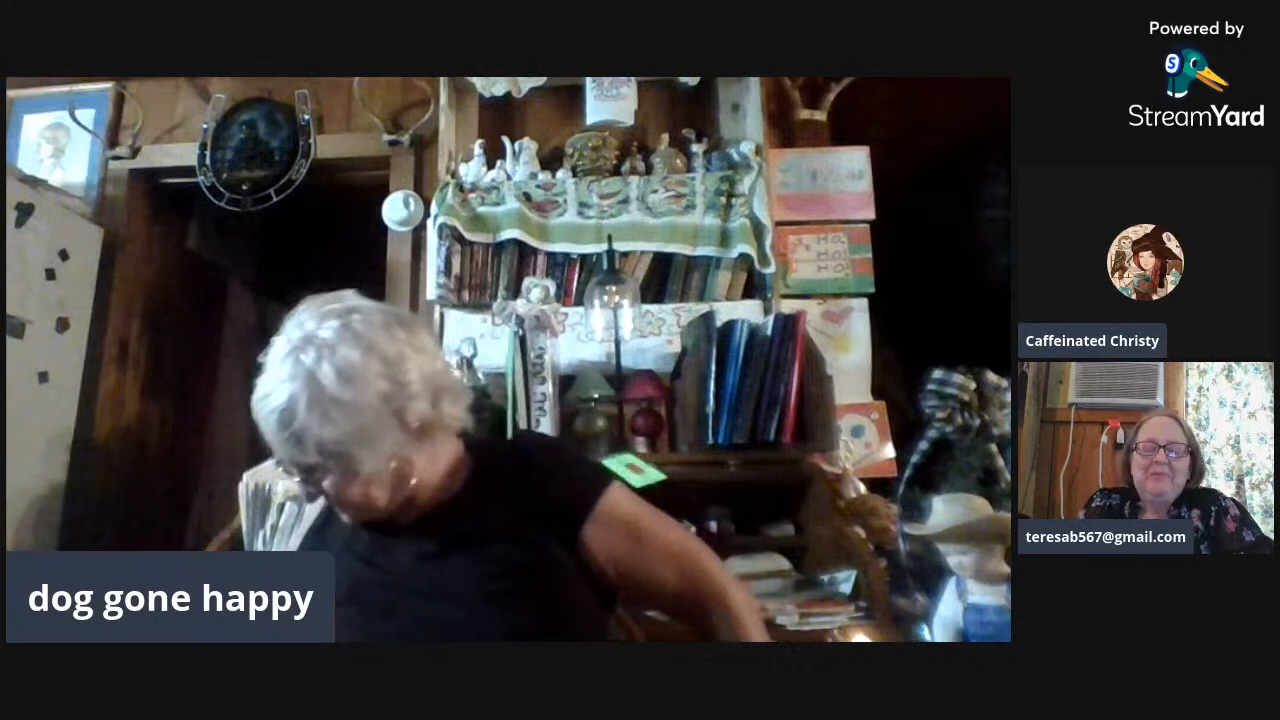 Powered by
StreamYard
HO!
HO!
HO!
Caffeinated Christy
teresab567@gmail.com
dog gone happy